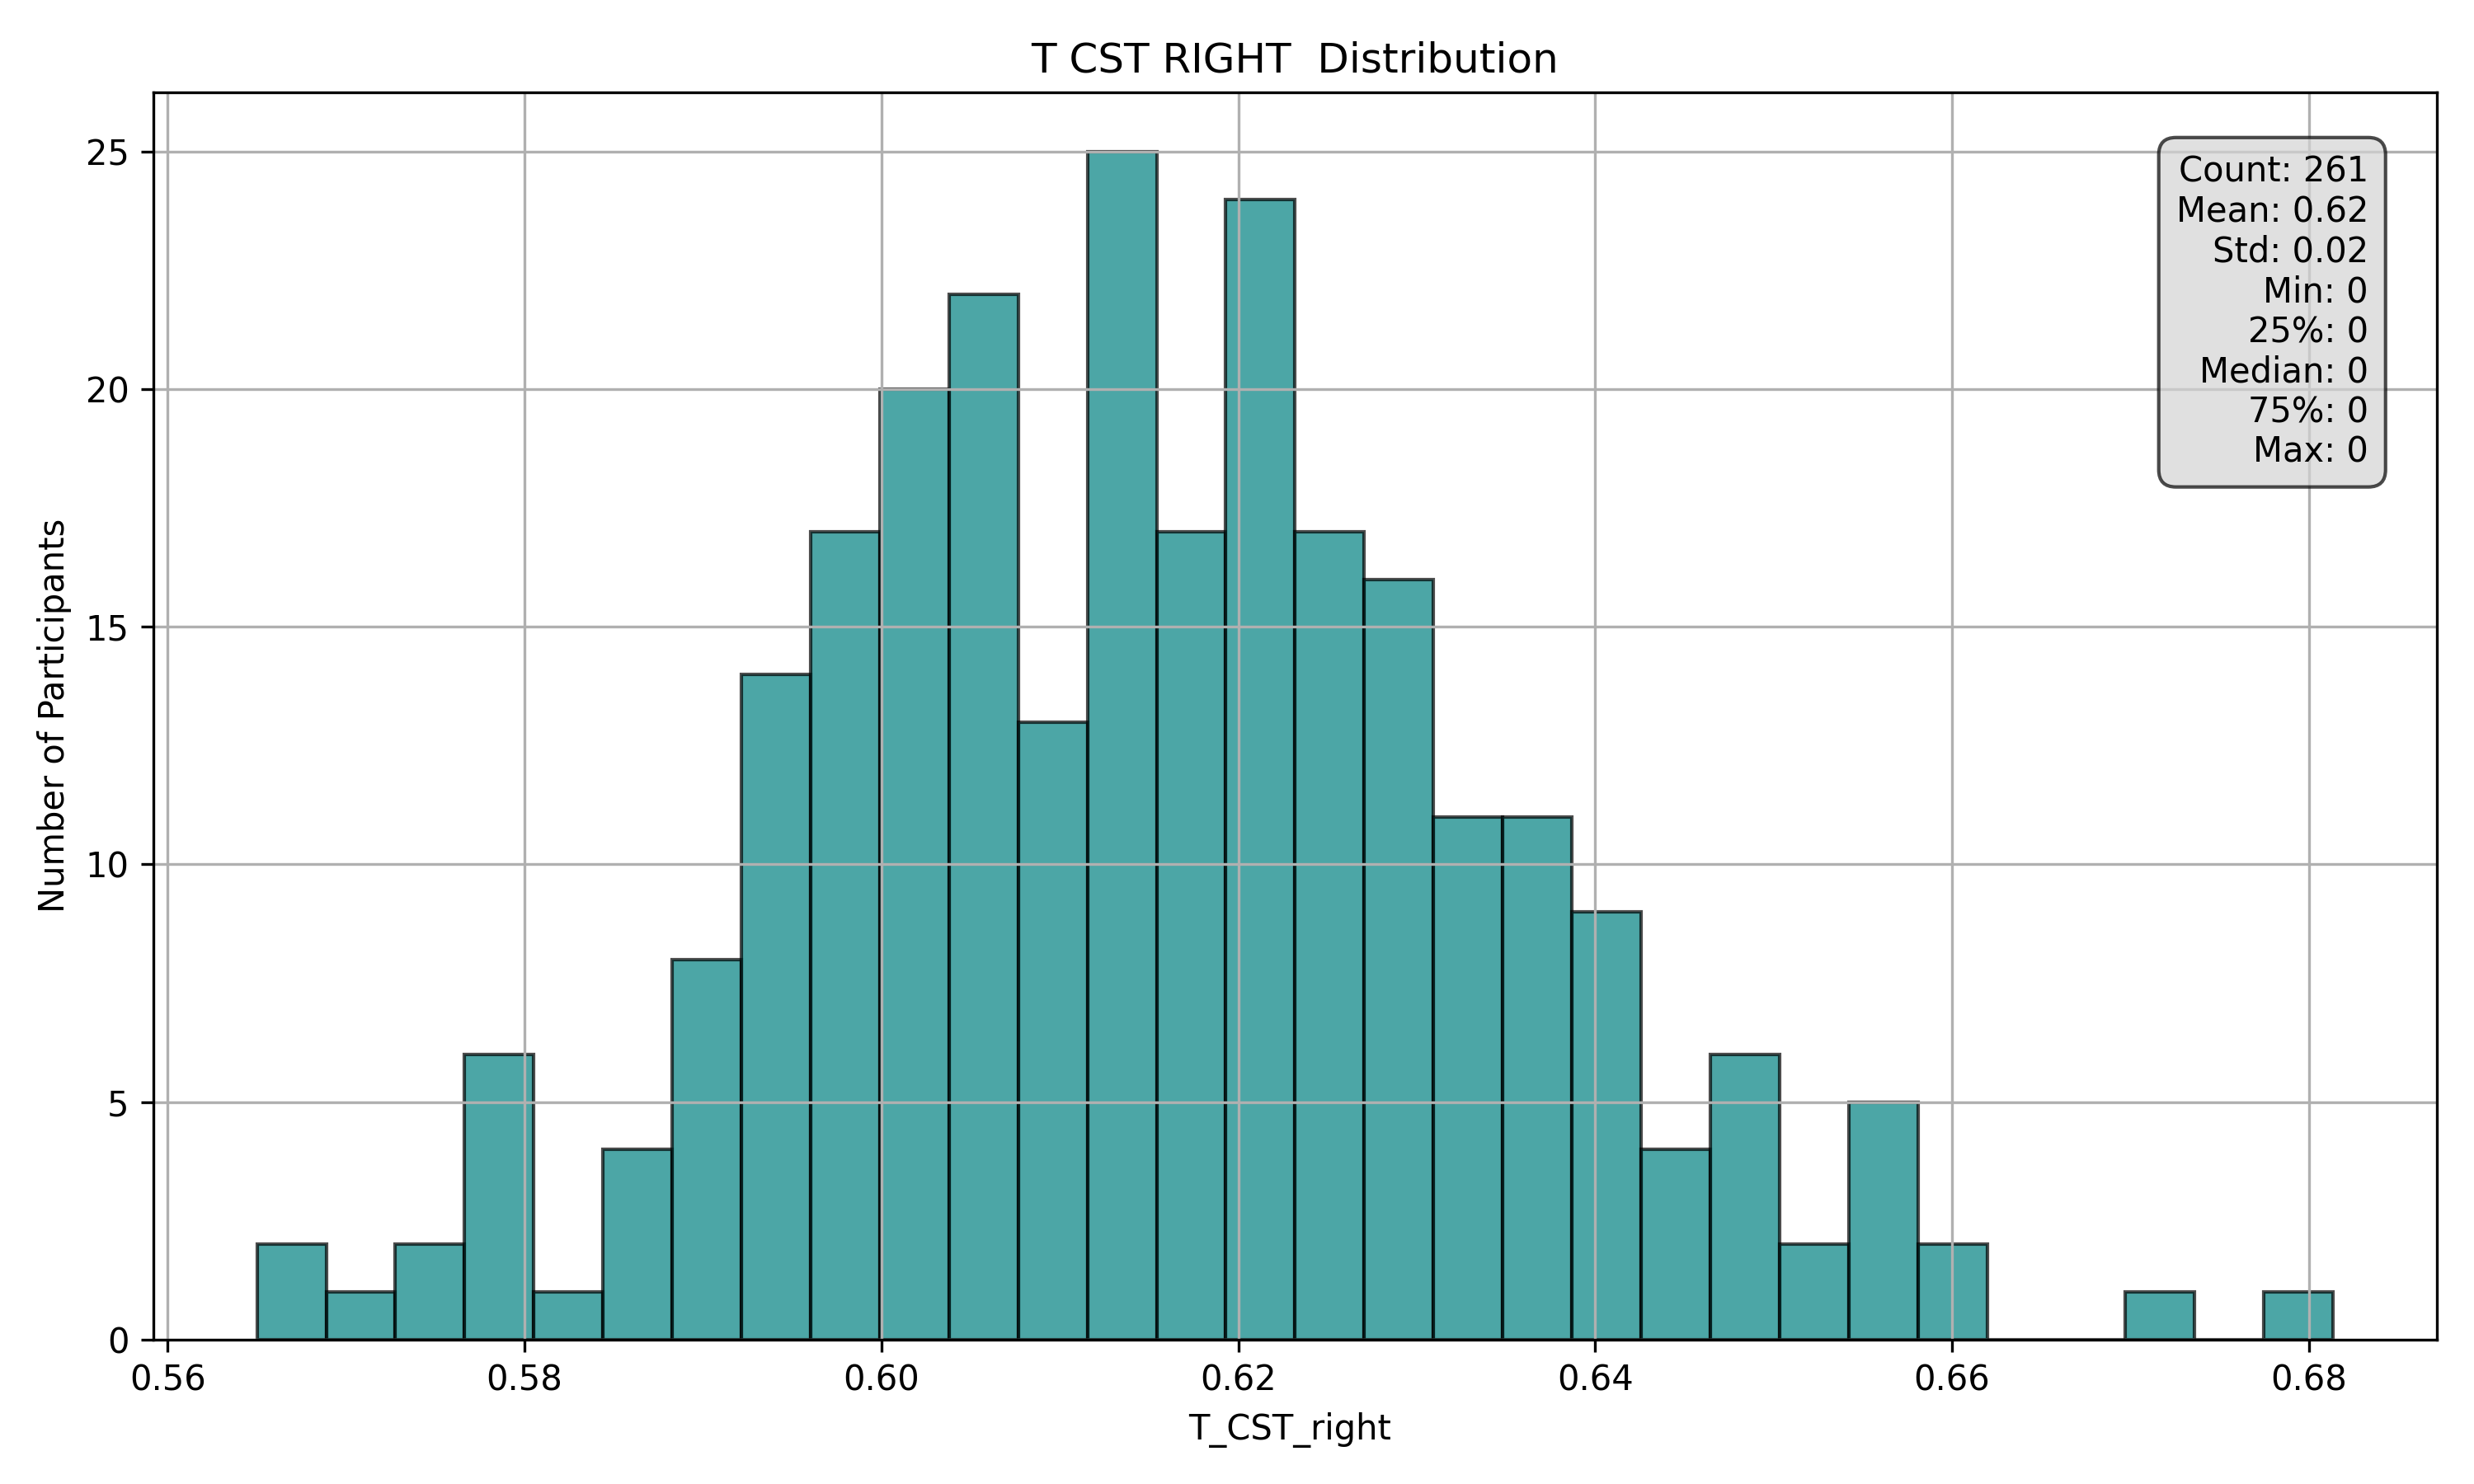 T CST RIGHT  Distribution
25
20
15
10
5
0
Number of Participants
Count: 261
Mean: 0.62
Std: 0.02
Min: 0
25%: 0
Median: 0
75%: 0
Max: 0
0.56 0.58 0.60 0.62 0.64 0.66 0.68
T_CST_right